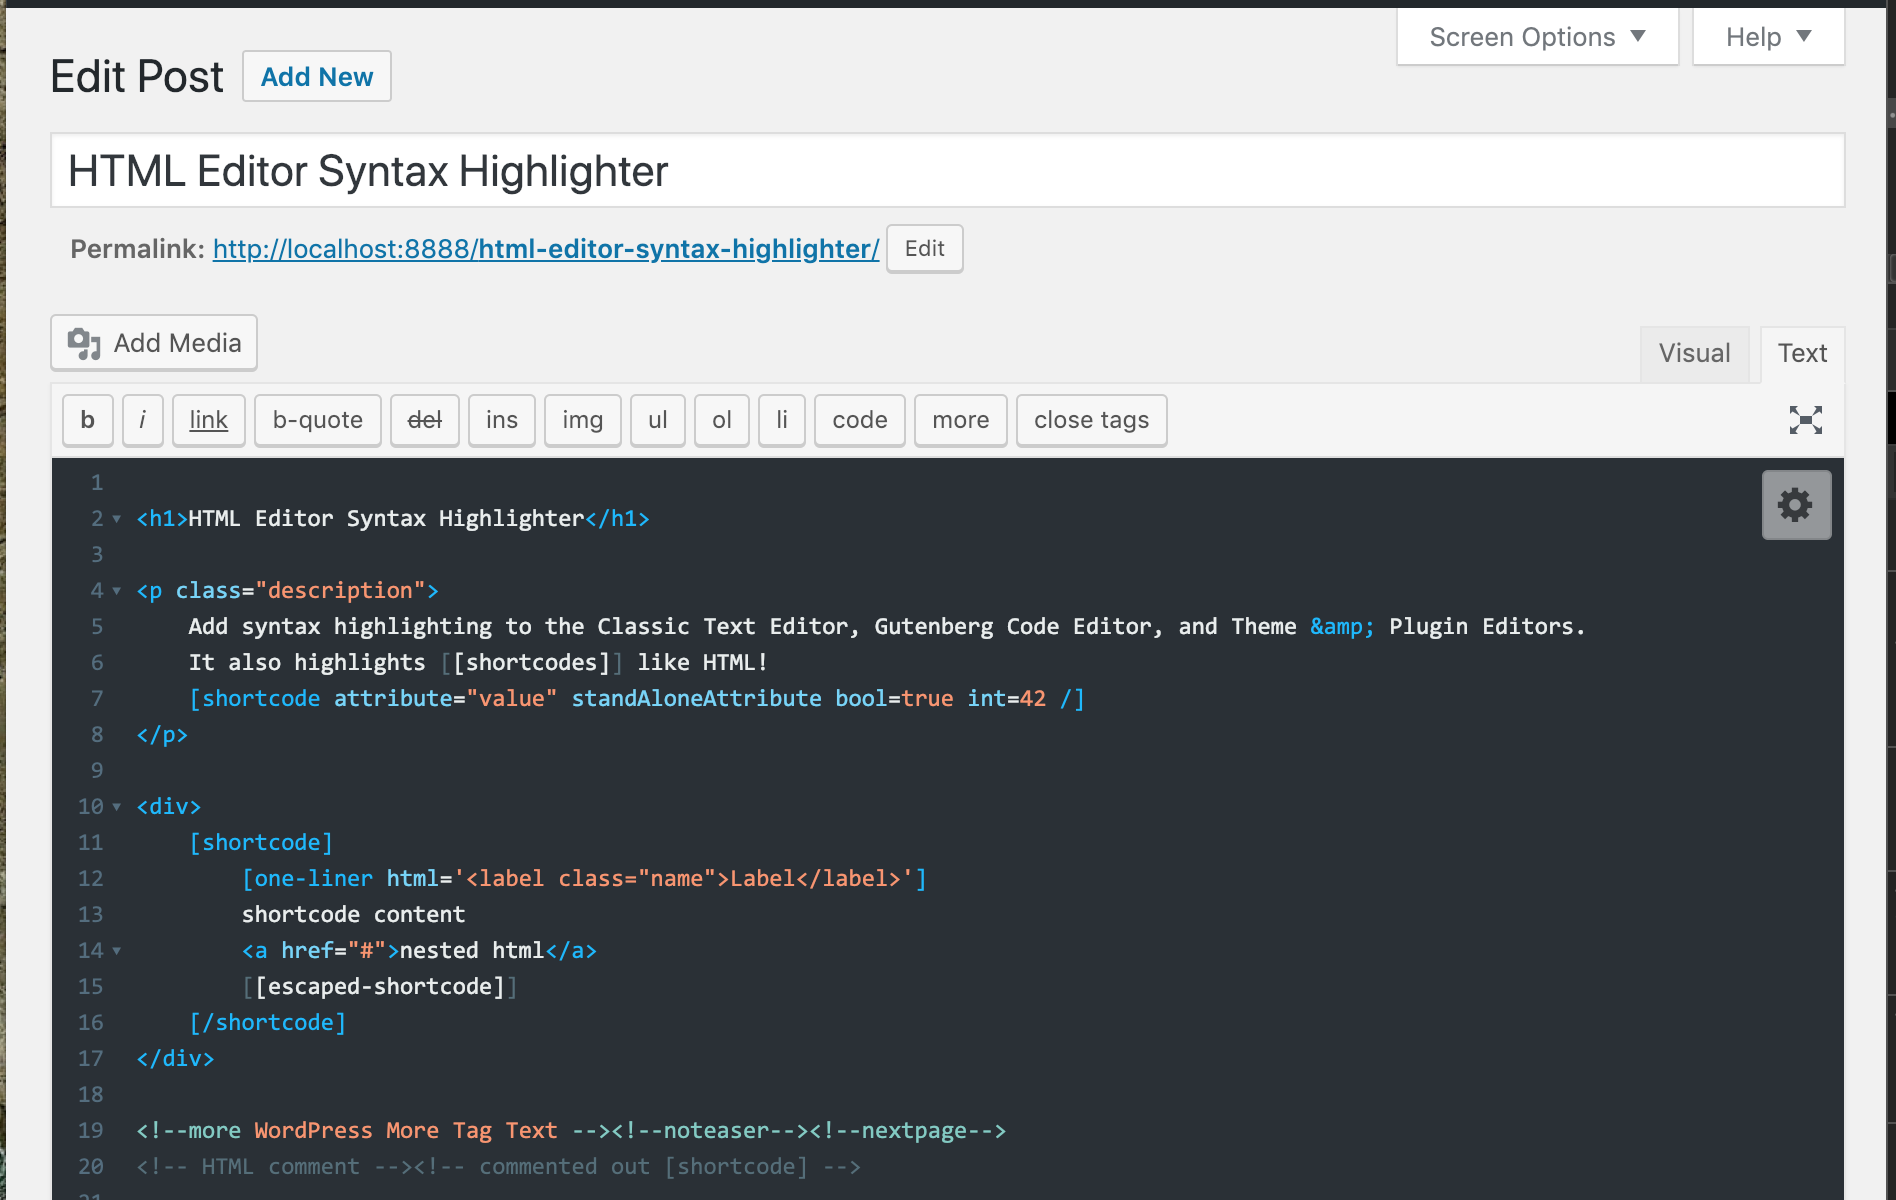 Screen Options ▼ Help ▼
Edit Post Add New
HTML Editor Syntax Highlighter
Permalink: http://localhost:8888/html-editor-syntax-highlighter/ Edit
Add Media Visual Text
b i link b-quote del ins img ul ol li code more close tags
1
2 <h1>HTML Editor Syntax Highlighter</h1>
3
4 <p class="description">
5 Add syntax highlighting to the Classic Text Editor, Gutenberg Code Editor, and Theme &amp; Plugin Editors.
6 It also highlights [[shortcodes]] like HTML!
7 [shortcode attribute="value" standAloneAttribute bool=true int=42 /]
8 </p>
9
10 <div>
11 [shortcode]
12 [one-liner html='<label class="name">Label</label>']
13 shortcode content
14 <a href="#">nested html</a>
15 [[escaped-shortcode]]
16 [/shortcode]
17 </div>
18
19 <!--more WordPress More Tag Text --><!--noteaser--><!--nextpage-->
20 <!-- HTML comment --><!-- commented out [shortcode] -->
21